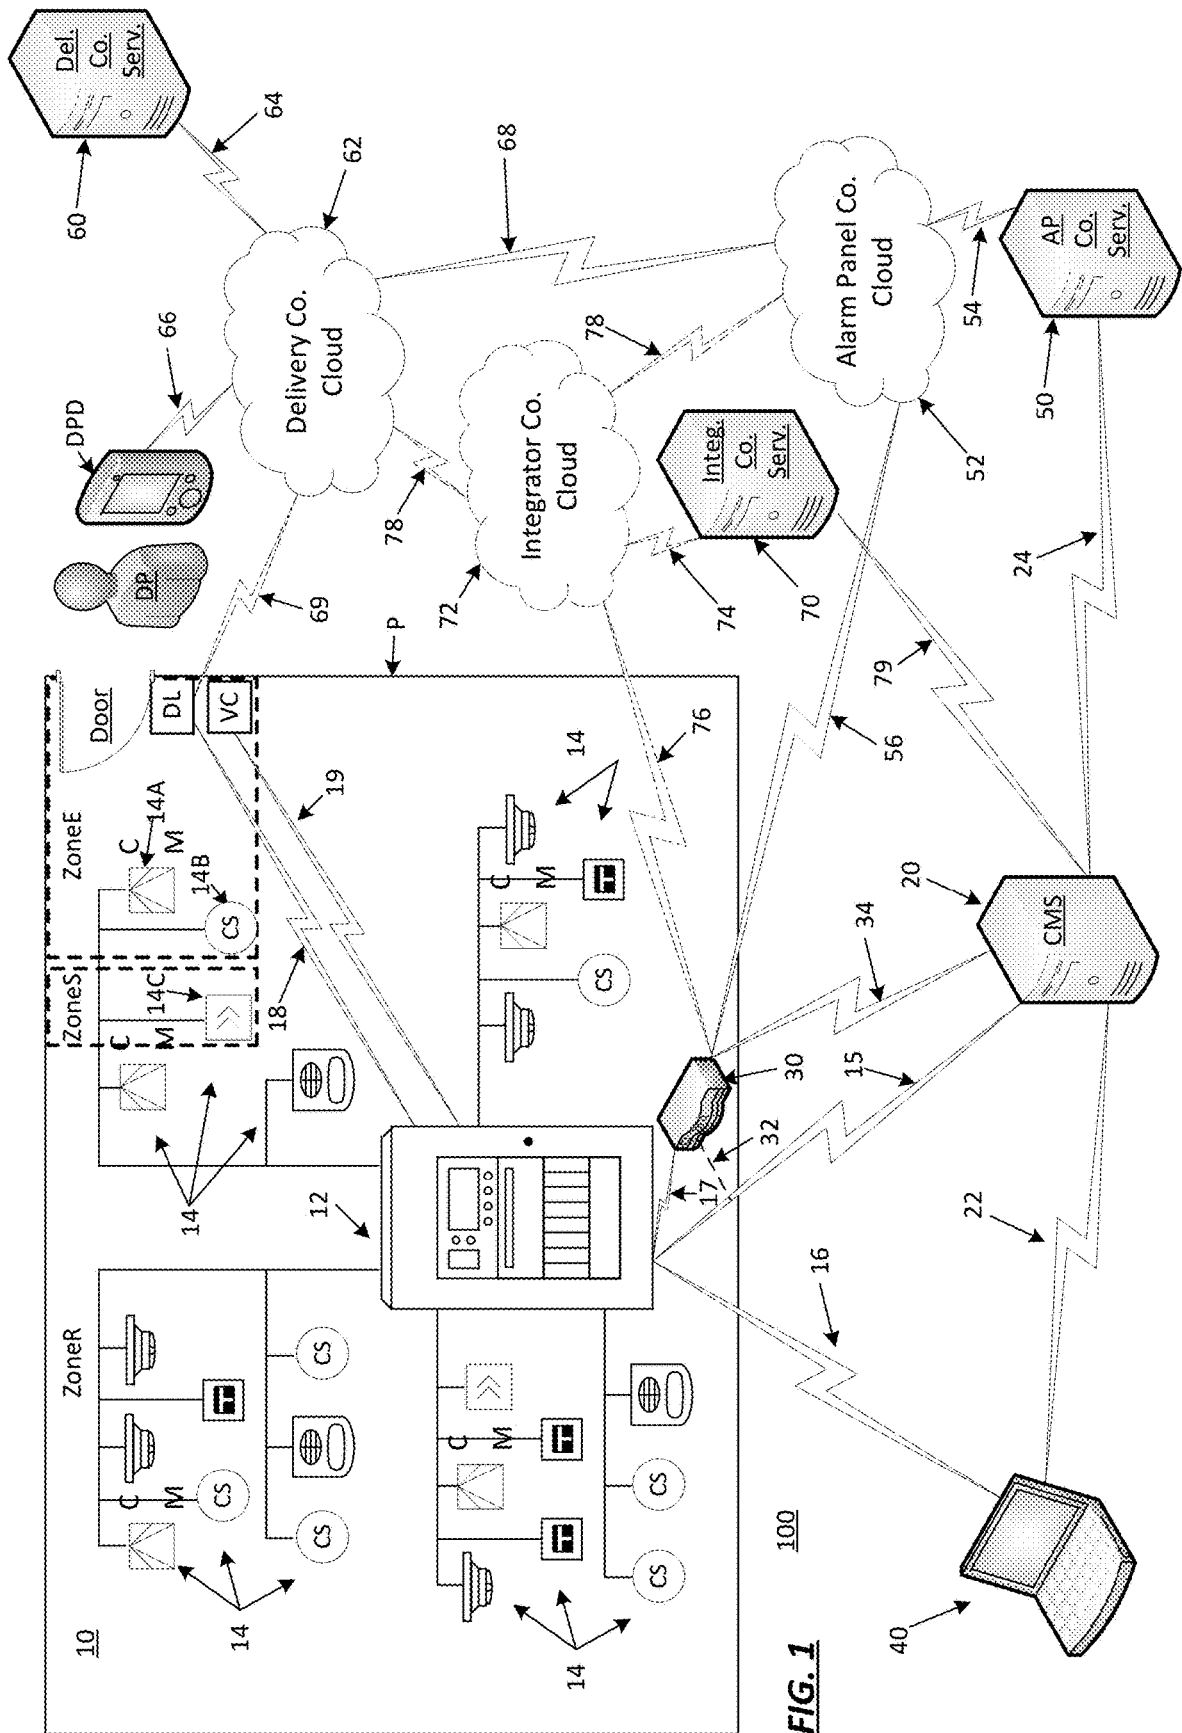 10
ZoneR
ZoneS
ZoneE
Door
DP
DPD
60
Del.
Co.
Serv.
C
M
CS
C
M
14C
C
M
14A
14B
CS
DL
VC
66
64
14
14
18
19
69
62
Delivery Co.
Cloud
CS
CS
12
P
78
68
72
Integrator Co.
Cloud
C
M
C
M
CS
14
76
74
78
CS
CS
14
17
32
30
70
Integ.
Co.
Serv.
56
52
Alarm Panel Co.
Cloud
100
FIG. 1
16
15
34
20
79
54
40
22
CMS
24
50
AP
Co.
Serv.